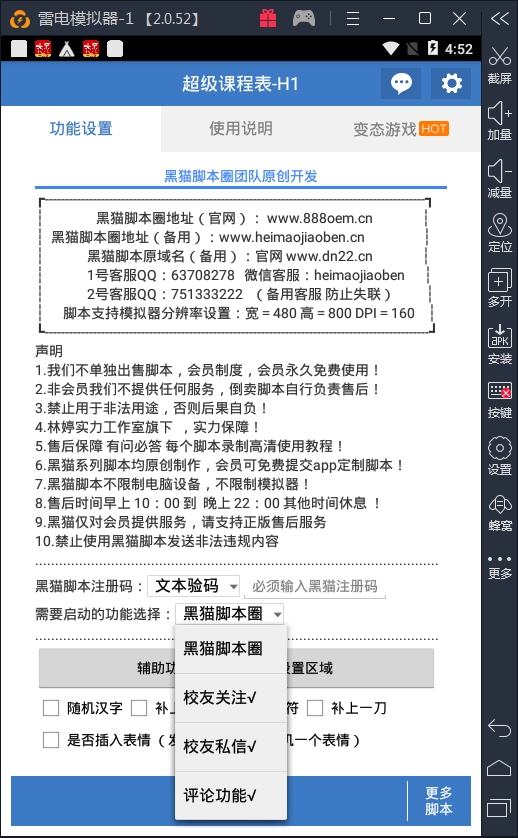 雷电模拟器-1 【2.0.52】
4:52
超级课程表-H1
功能设置 使用说明 变态游戏 HOT
黑猫脚本圈团队原创开发
黑猫脚本圈地址（官网）：www.888oem.cn
黑猫脚本圈地址（备用）：www.heimaojiaoben.cn
黑猫脚本原域名（备用）：官网 www.dn22.cn
1号客服QQ：63708278 微信客服：heimaojiaoben
2号客服QQ：751333222 （备用客服 防止失联）
脚本支持模拟器分辨率设置：宽＝480 高＝800 DPI＝160
声明
1.我们不单独出售脚本，会员制度，会员永久免费使用！
2.非会员我们不提供任何服务，倒卖脚本自行负责售后！
3.禁止用于非法用途，否则后果自负！
4.林婷实力工作室旗下 ，实力保障！
5.售后保障 有问必答 每个脚本录制高清使用教程！
6.黑猫系列脚本均原创制作，会员可免费提交app定制脚本！
7.黑猫脚本不限制电脑设备，不限制模拟器！
8.售后时间早上 10：00 到 晚上 22：00 其他时间休息 ！
9.黑猫仅对会员提供服务，请支持正版售后服务
10.禁止使用黑猫脚本发送非法违规内容
黑猫脚本注册码： 文本验码 必须输入黑猫注册码
需要启动的功能选择： 黑猫脚本圈
黑猫脚本圈
校友关注√
校友私信√
评论功能√
辅助功 设置区域
随机汉字 补上 符 补上一刀
是否插入表情（发 机一个表情）
更多
脚本
截屏
加量
减量
定位
多开
APK
安装
按键
设置
蜂窝
更多